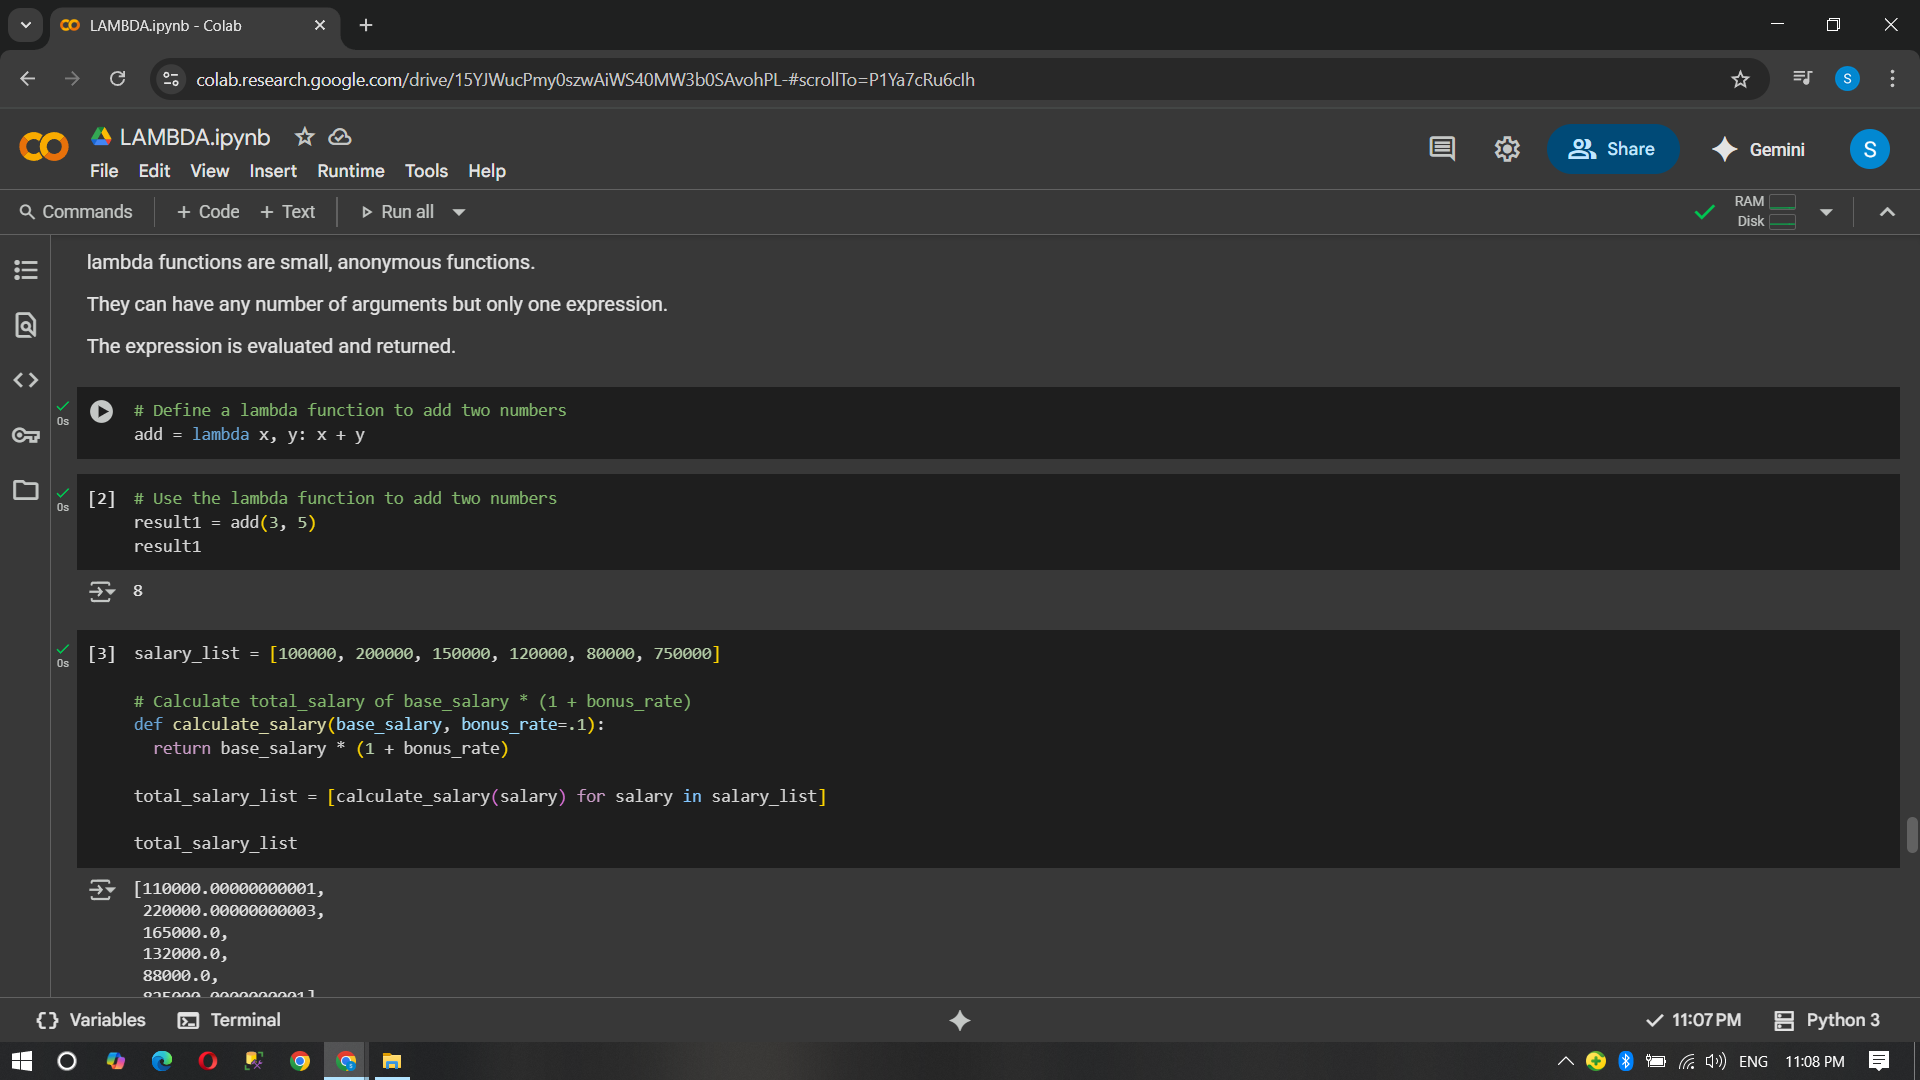 LAMBDA.ipynb - Colab
colab.research.google.com/drive/15YJWucPmy0szwAiWS40MW3b0SAvohPL-#scrollTo=P1Ya7cRu6cIh
S
LAMBDA.ipynb
File Edit View Insert Runtime Tools Help
Share
Gemini
S
Commands + Code + Text Run all
RAM
Disk
lambda functions are small, anonymous functions.
They can have any number of arguments but only one expression.
The expression is evaluated and returned.
0s
# Define a lambda function to add two numbers
add = lambda x, y: x + y
0s
[2] # Use the lambda function to add two numbers
result1 = add(3, 5)
result1
8
0s
[3] salary_list = [100000, 200000, 150000, 120000, 80000, 750000]
# Calculate total_salary of base_salary * (1 + bonus_rate)
def calculate_salary(base_salary, bonus_rate=.1):
  return base_salary * (1 + bonus_rate)
total_salary_list = [calculate_salary(salary) for salary in salary_list]
total_salary_list
[110000.00000000001,
220000.00000000003,
165000.0,
132000.0,
88000.0,
825000.0000000001]
{} Variables Terminal
11:07 PM Python 3
ENG 11:08 PM